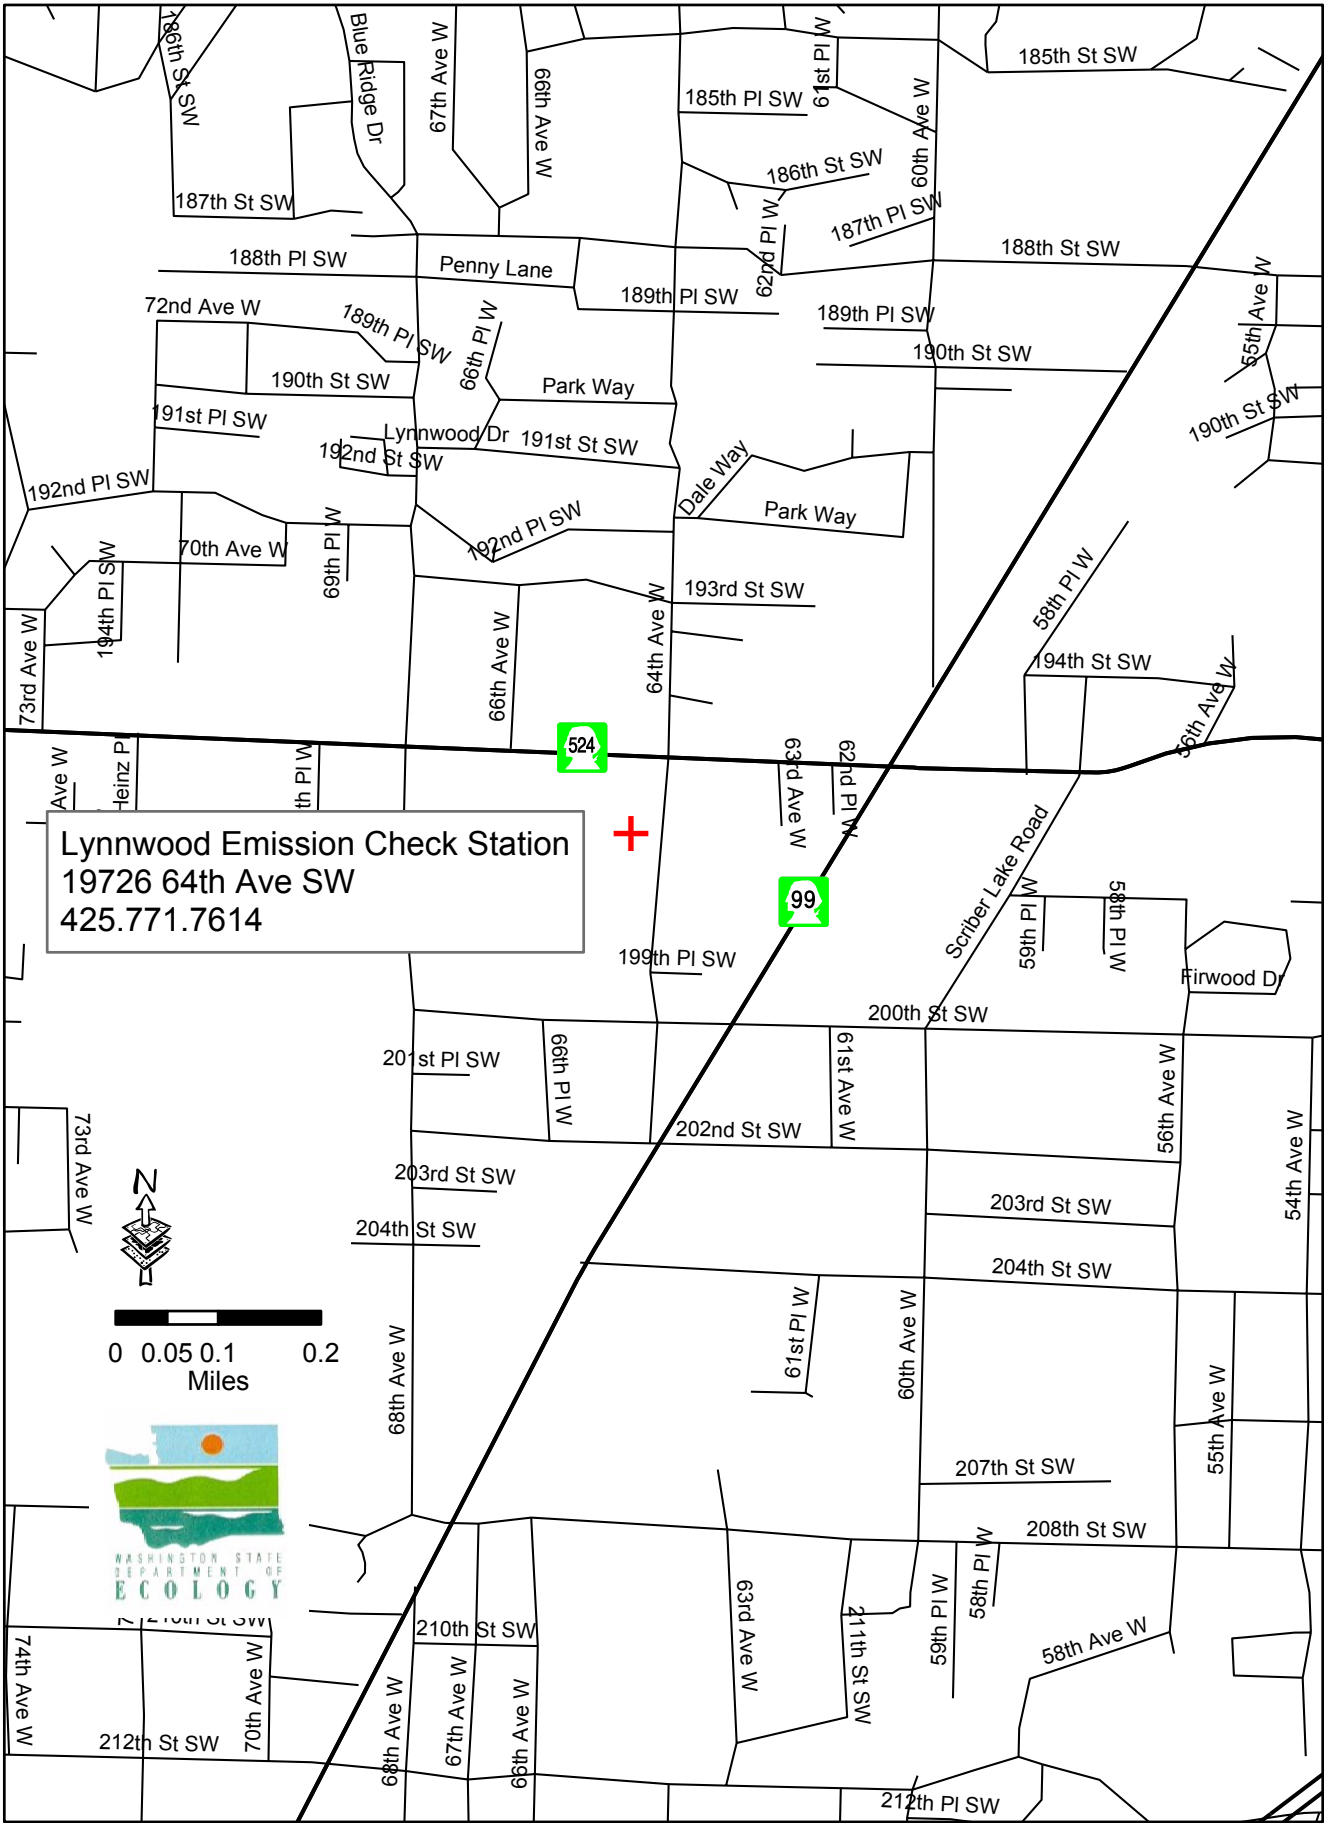 186th St SW
Blue Ridge Dr
67th Ave W
66th Ave W
61st Pl W
60th Ave W
185th St SW
185th Pl SW
186th St SW
187th St SW
62nd Pl W
187th Pl SW
188th St SW
188th Pl SW
Penny Lane
189th Pl SW
55th Ave W
72nd Ave W
189th Pl SW
66th Pl W
189th Pl SW
190th St SW
190th St SW
Park Way
191st Pl SW
190th St SW
Lynnwood Dr
191st St SW
192nd St SW
Dale Way
192nd Pl SW
Park Way
192nd Pl SW
70th Ave W
69th Pl W
194th Pl SW
193rd St SW
58th Pl W
64th Ave W
73rd Ave W
66th Ave W
194th St SW
56th Ave W
524
Ave W
Heinz Pl
th Pl W
63rd Ave W
62nd Pl W
Lynnwood Emission Check Station
19726 64th Ave SW
425.771.7614
99
Scriber Lake Road
59th Pl W
58th Pl W
199th Pl SW
Firwood Dr
200th St SW
201st Pl SW
66th Pl W
61st Ave W
56th Ave W
73rd Ave W
202nd St SW
54th Ave W
N
203rd St SW
203rd St SW
204th St SW
204th St SW
61st Pl W
60th Ave W
0 0.05 0.1 0.2
Miles
68th Ave W
55th Ave W
207th St SW
208th St SW
WASHINGTON STATE
DEPARTMENT OF
ECOLOGY
63rd Ave W
59th Pl W
58th Pl W
210th St SW
210th St SW
211th St SW
58th Ave W
74th Ave W
70th Ave W
68th Ave W
67th Ave W
66th Ave W
212th St SW
212th Pl SW